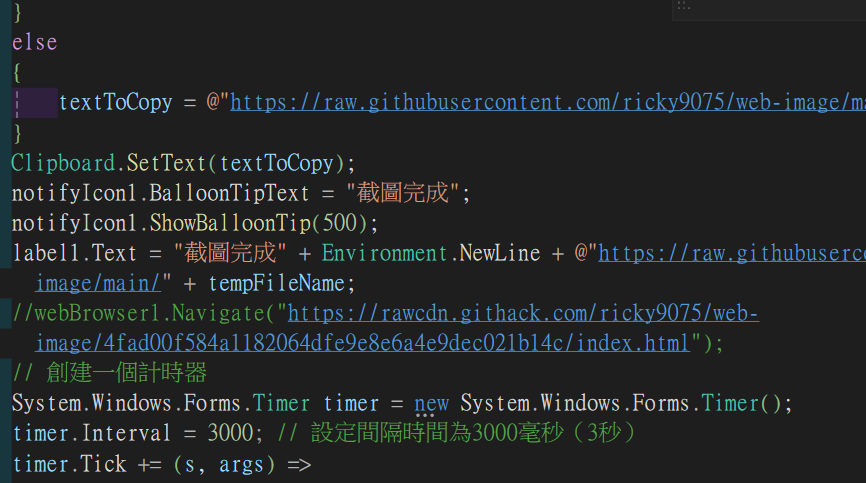 }
else
{
textToCopy = @"https://raw.githubusercontent.com/ricky9075/web-image/ma
}
Clipboard.SetText(textToCopy);
notifyIcon1.BalloonTipText = "截圖完成";
notifyIcon1.ShowBalloonTip(500);
label1.Text = "截圖完成" + Environment.NewLine + @"https://raw.githubuserco
image/main/" + tempFileName;
//webBrowser1.Navigate("https://rawcdn.githack.com/ricky9075/web-
image/4fad00f584a1182064dfe9e8e6a4e9dec021b14c/index.html");
// 創建一個計時器
System.Windows.Forms.Timer timer = new System.Windows.Forms.Timer();
timer.Interval = 3000; // 設定間隔時間為3000毫秒（3秒）
timer.Tick += (s, args) =>